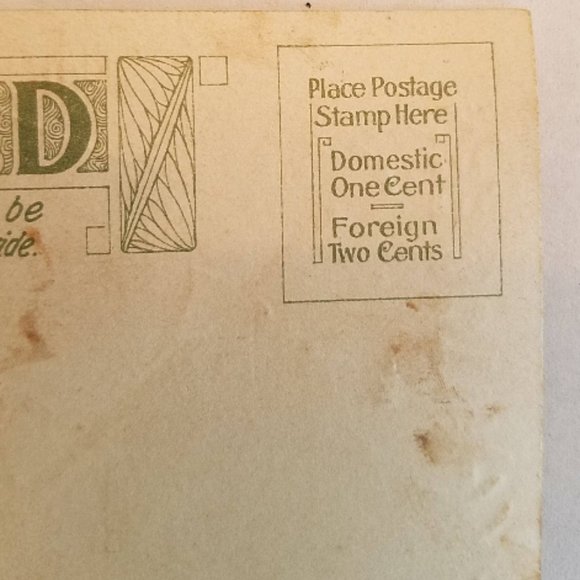 D
be
ide.
Place Postage
Stamp Here
Domestic
One Cent
Foreign
Two Cents